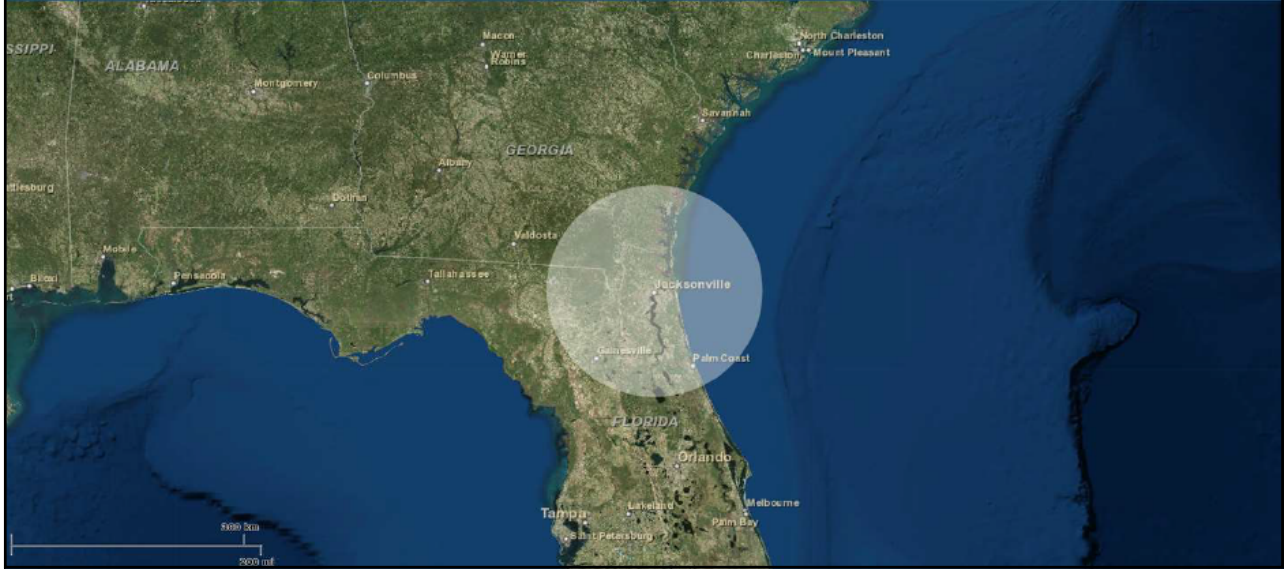 Macon
North Charleston
SSIPPI
Charleston
Mount Pleasant
Warner
Robins
ALABAMA
Columbus
Montgomery
Savannah
GEORGIA
Albany
ttiesburg
Dothan
Valdosta
Mobile
Tallahassee
Biloxi
Pensacola
Jacksonville
rt
Gainesville
Palm Coast
FLORIDA
Orlando
Melbourne
Lakeland
Tampa
Palm Bay
300 km
Saint Petersburg
200 mi